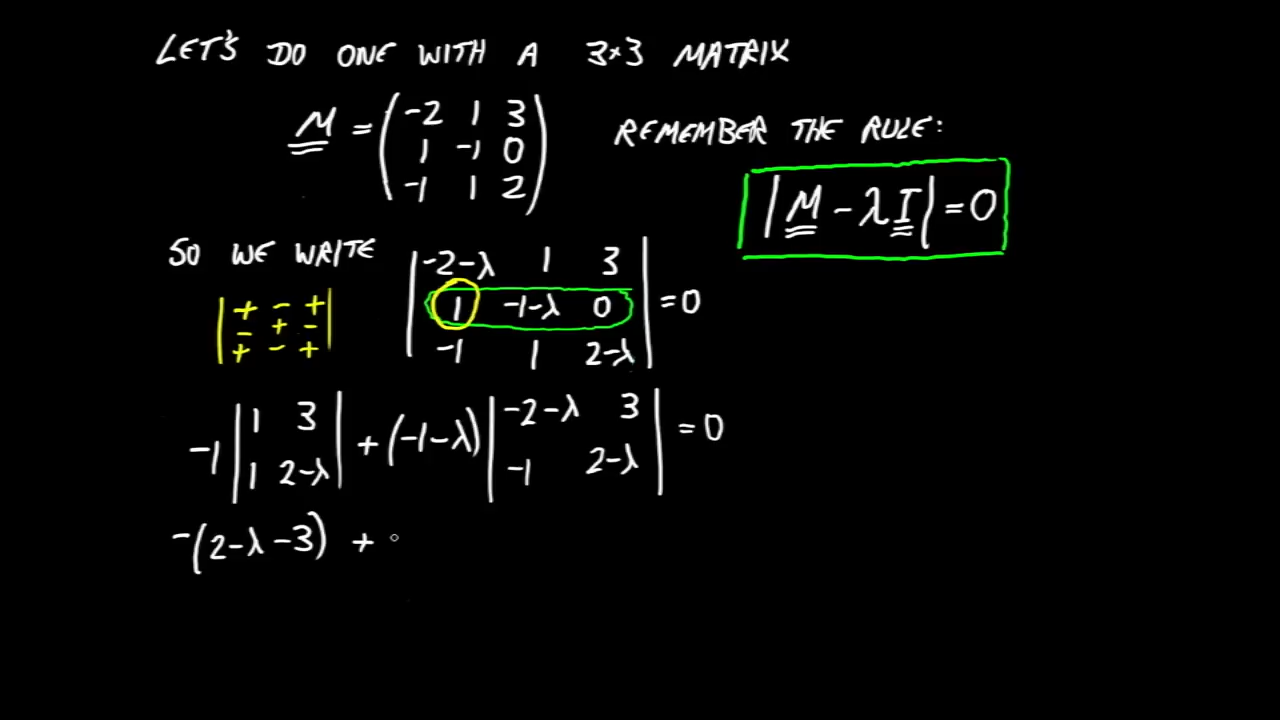 LET'S DO ONE WITH A 3×3 MATRIX
M = (-2 1 3
1 -1 0
-1 1 2)
REMEMBER THE RULE:
|M - λI| = 0
SO WE WRITE
|-2-λ 1 3|
|1 -1-λ 0| = 0
|-1 1 2-λ|
|+ - +|
|- + -|
|+ - +|
-1 |1 3| + (-1-λ) |-2-λ 3| = 0
|1 2-λ| |-1 2-λ|
-(2-λ-3) +